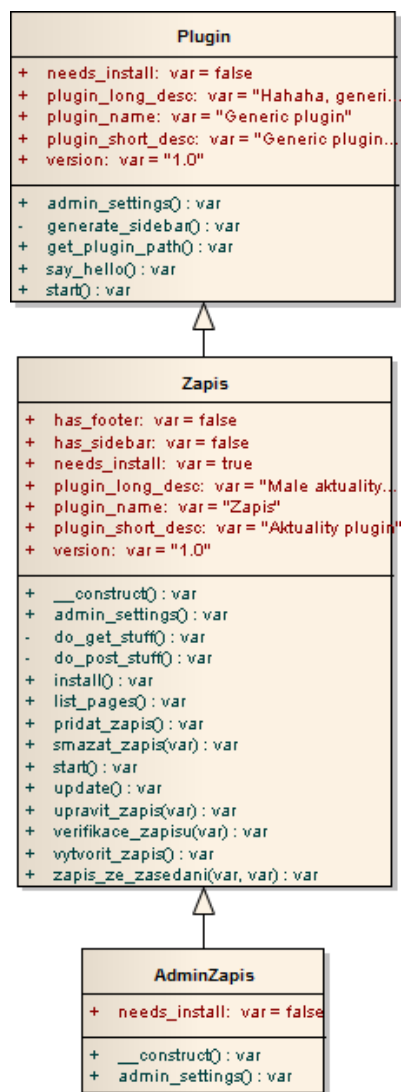 Plugin
+ needs_install: var = false
+ plugin_long_desc: var = "Hahaha, generi...
+ plugin_name: var = "Generic plugin"
+ plugin_short_desc: var = "Generic plugin...
+ version: var = "1.0"
+ admin_settings() : var
- generate_sidebar() : var
+ get_plugin_path() : var
+ say_hello() : var
+ start() : var
Zapis
+ has_footer: var = false
+ has_sidebar: var = false
+ needs_install: var = true
+ plugin_long_desc: var = "Male aktuality...
+ plugin_name: var = "Zapis"
+ plugin_short_desc: var = "Aktuality plugin"
+ version: var = "1.0"
+ __construct() : var
+ admin_settings() : var
- do_get_stuff() : var
- do_post_stuff() : var
+ install() : var
+ list_pages() : var
+ pridat_zapis() : var
+ smazat_zapis(var) : var
+ start() : var
+ update() : var
+ upravit_zapis(var) : var
+ verifikace_zapisu(var) : var
+ vytvorit_zapis() : var
+ zapis_ze_zasedani(var, var) : var
AdminZapis
+ needs_install: var = false
+ __construct() : var
+ admin_settings() : var